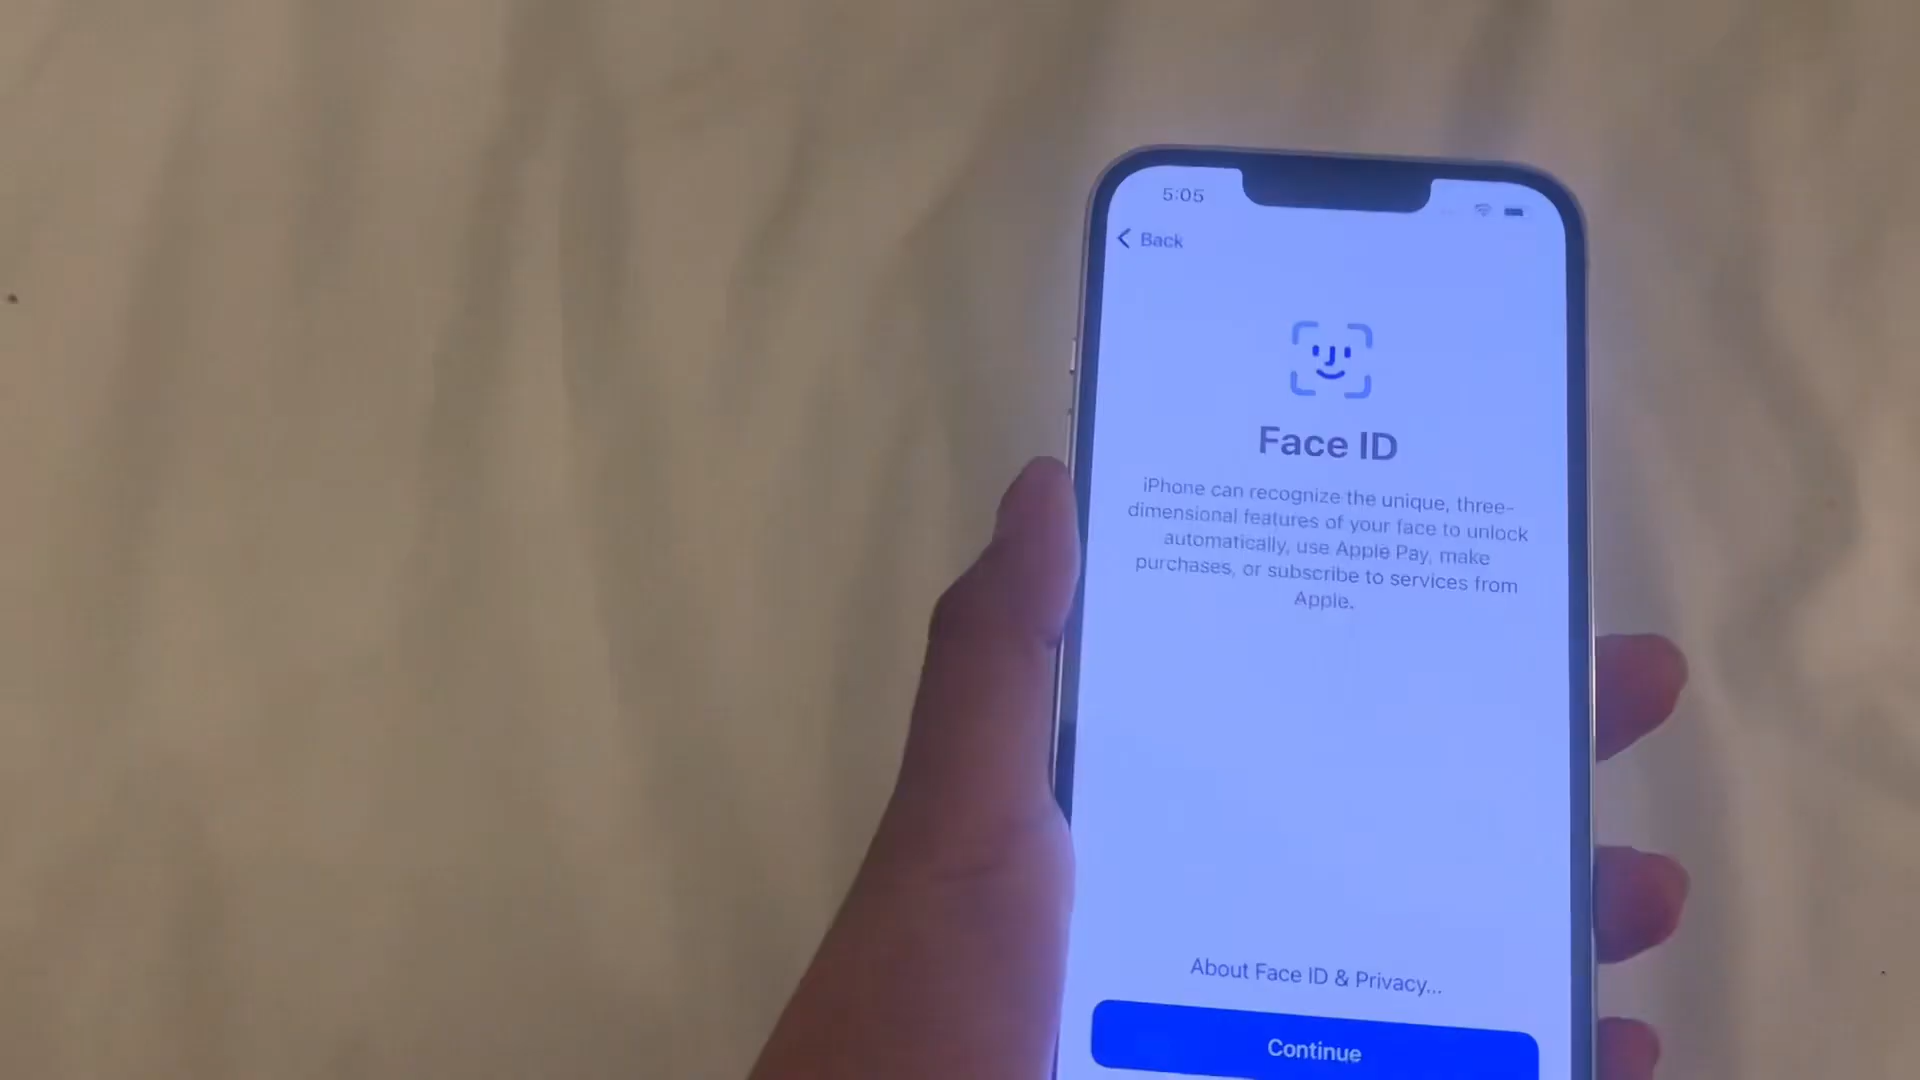 5:05
Back
Face ID
iPhone can recognize the unique, three-
dimensional features of your face to unlock
automatically, use Apple Pay, make
purchases, or subscribe to services from
Apple.
About Face ID & Privacy...
Continue